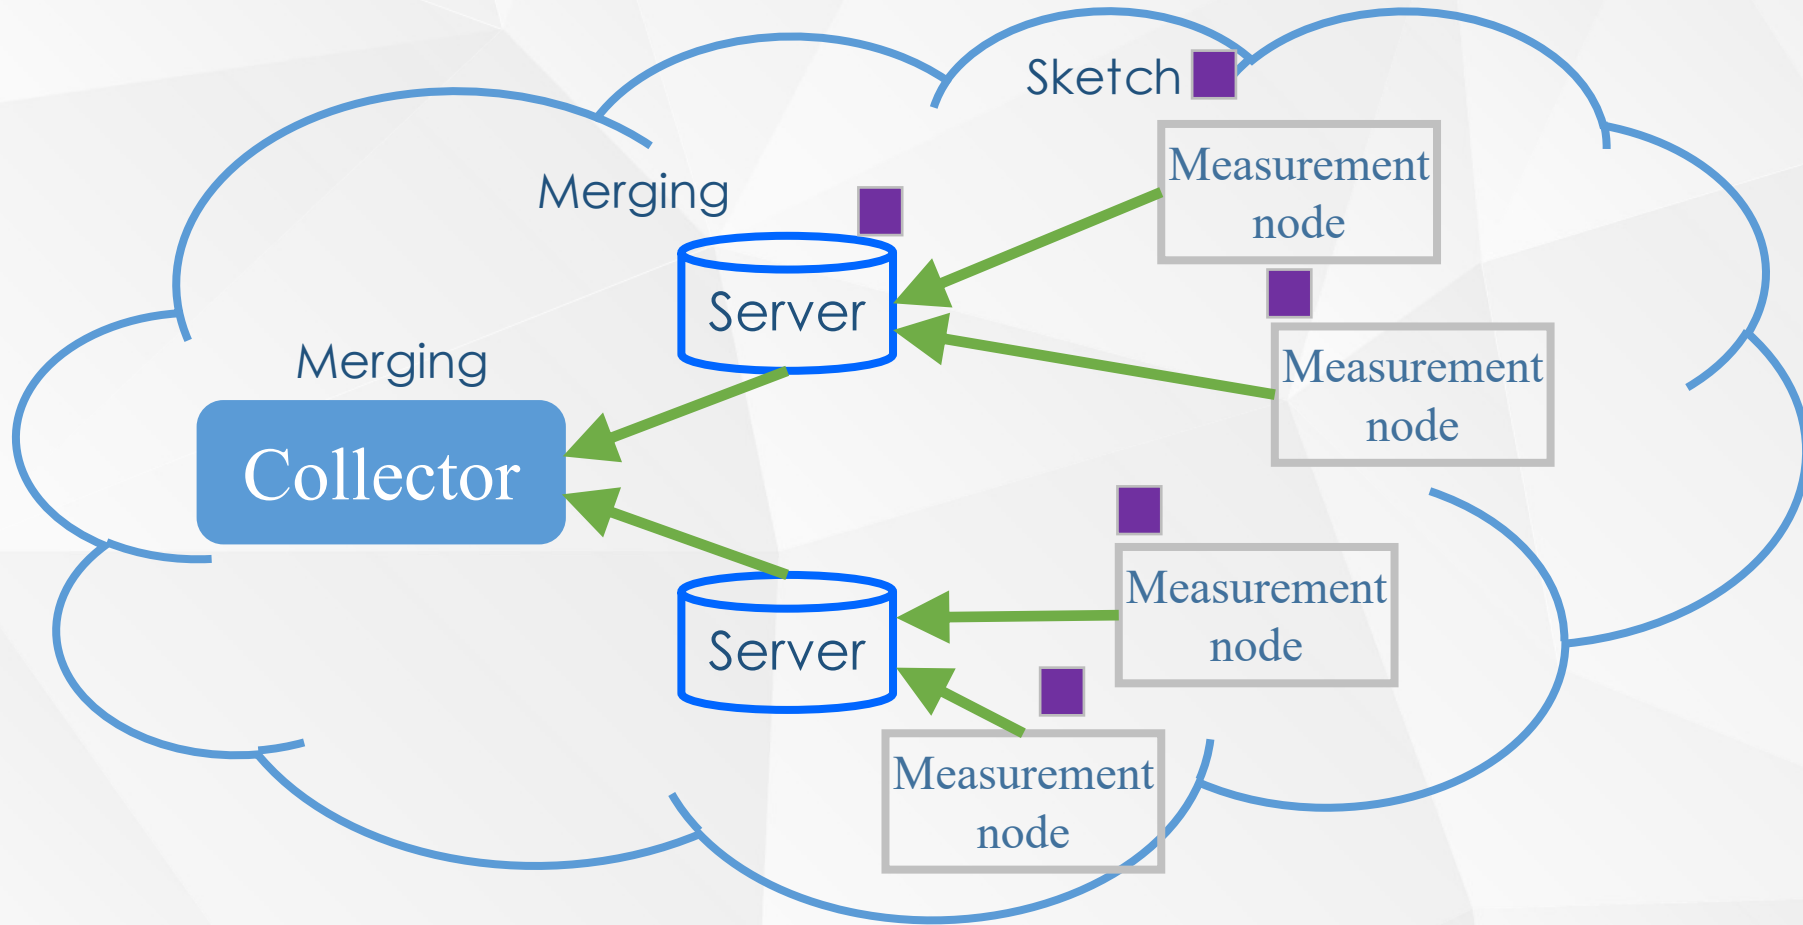 Sketch
Measurement
node
Merging
Server
Measurement
node
Merging
Collector
Measurement
node
Server
Measurement
node